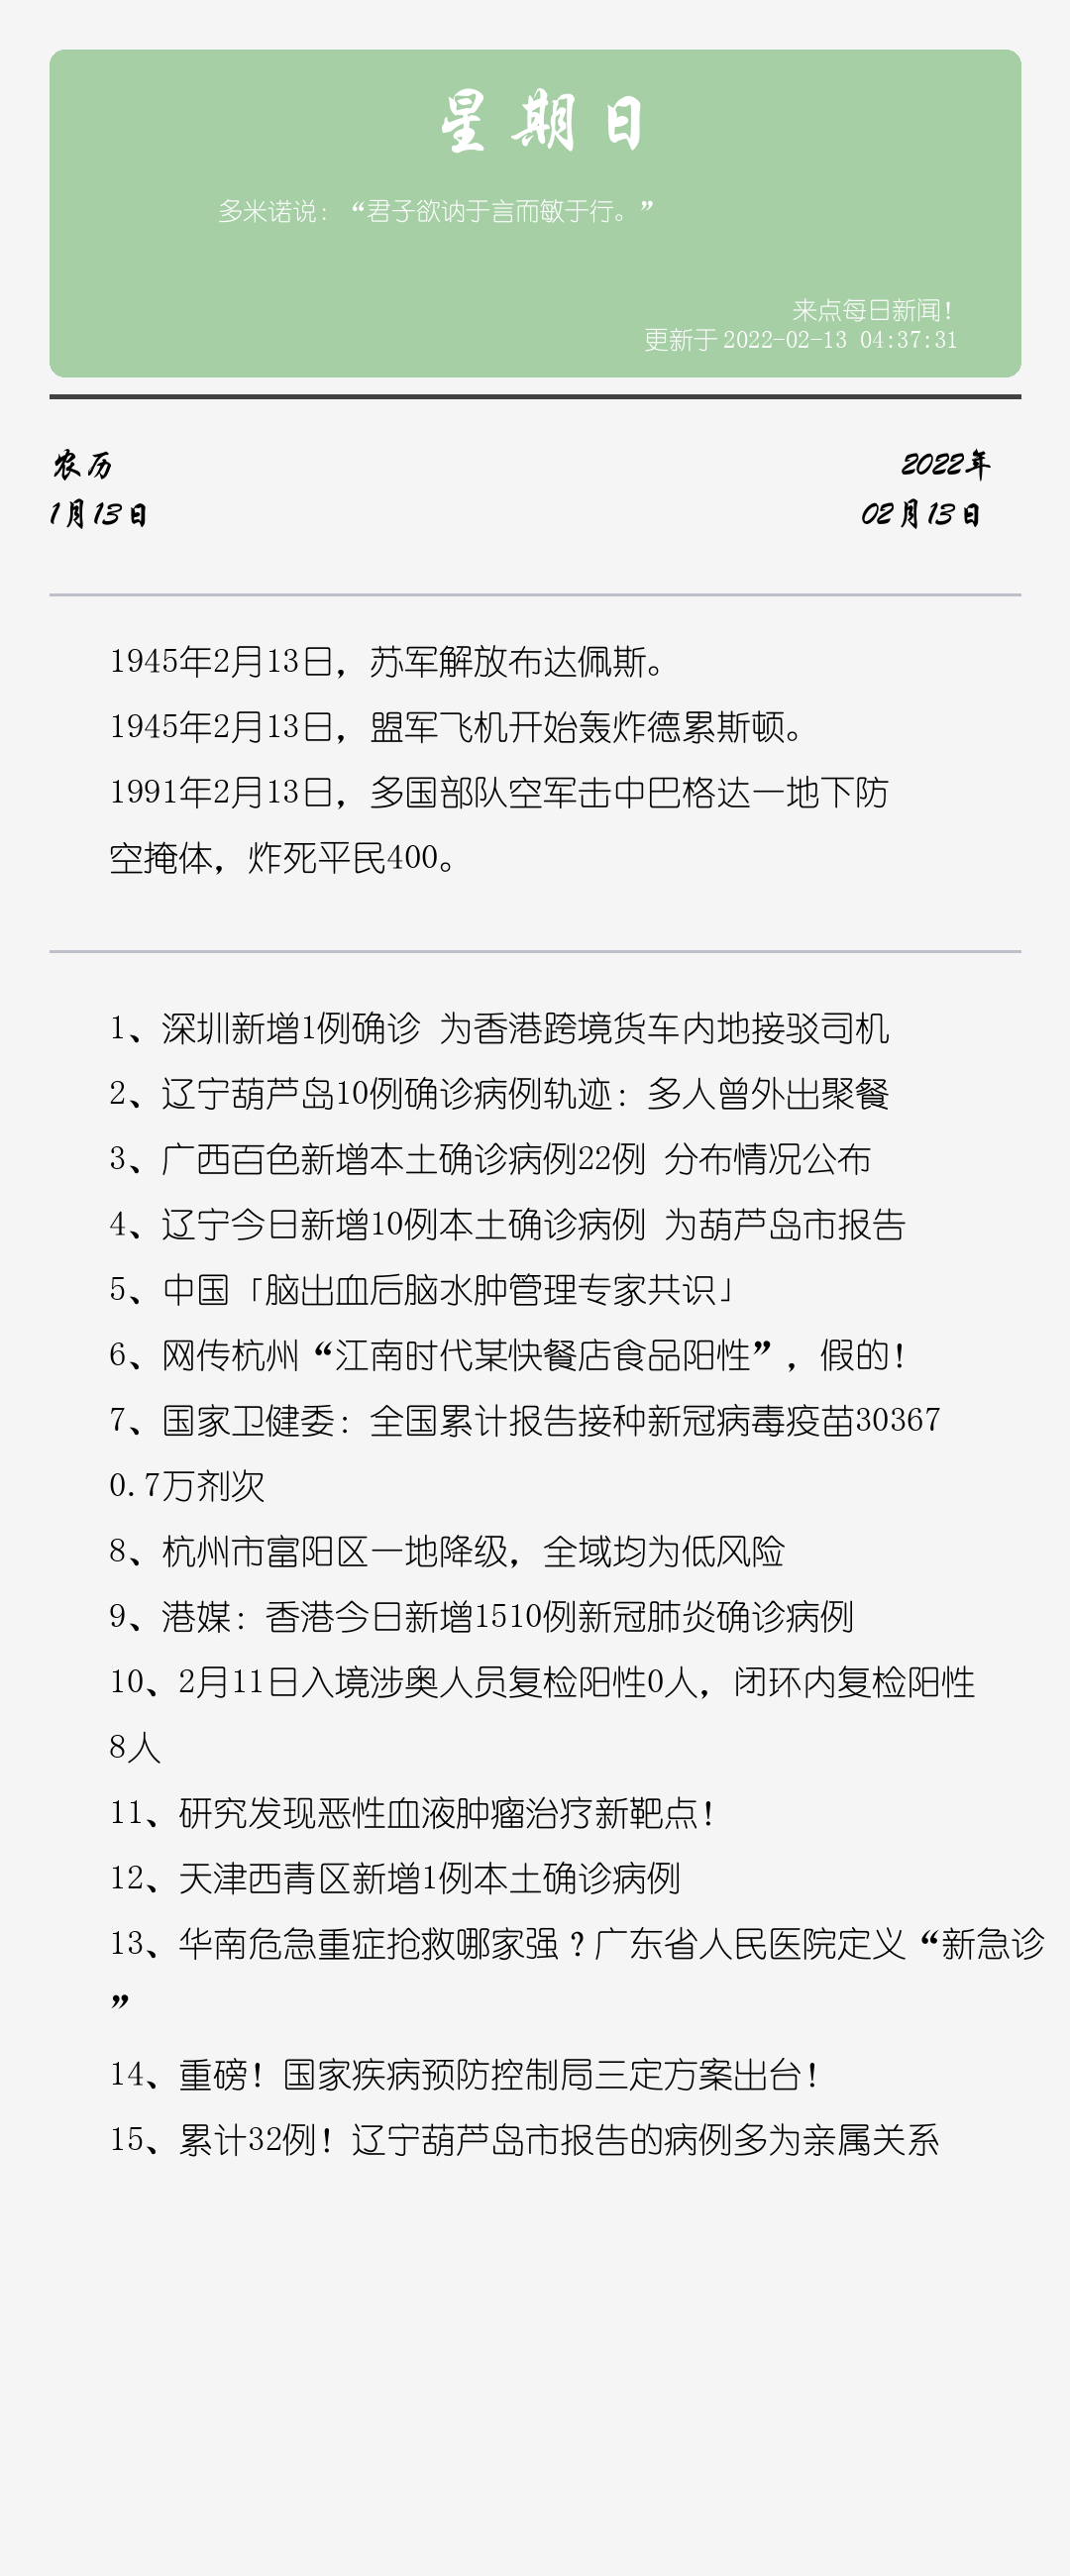 星期日
多米诺说：“君子欲讷于言而敏于行。”
来点每日新闻！
更新于 2022-02-13 04:37:31
农历
2022年
1月13日
02月13日
1945年2月13日，苏军解放布达佩斯。
1945年2月13日，盟军飞机开始轰炸德累斯顿。
1991年2月13日，多国部队空军击中巴格达一地下防
空掩体，炸死平民400。
1、深圳新增1例确诊 为香港跨境货车内地接驳司机
2、辽宁葫芦岛10例确诊病例轨迹：多人曾外出聚餐
3、广西百色新增本土确诊病例22例 分布情况公布
4、辽宁今日新增10例本土确诊病例 为葫芦岛市报告
5、中国「脑出血后脑水肿管理专家共识」
6、网传杭州“江南时代某快餐店食品阳性”，假的！
7、国家卫健委：全国累计报告接种新冠病毒疫苗30367
0.7万剂次
8、杭州市富阳区一地降级，全域均为低风险
9、港媒：香港今日新增1510例新冠肺炎确诊病例
10、2月11日入境涉奥人员复检阳性0人，闭环内复检阳性
8人
11、研究发现恶性血液肿瘤治疗新靶点！
12、天津西青区新增1例本土确诊病例
13、华南危急重症抢救哪家强？广东省人民医院定义“新急诊
”
14、重磅！国家疾病预防控制局三定方案出台！
15、累计32例！辽宁葫芦岛市报告的病例多为亲属关系